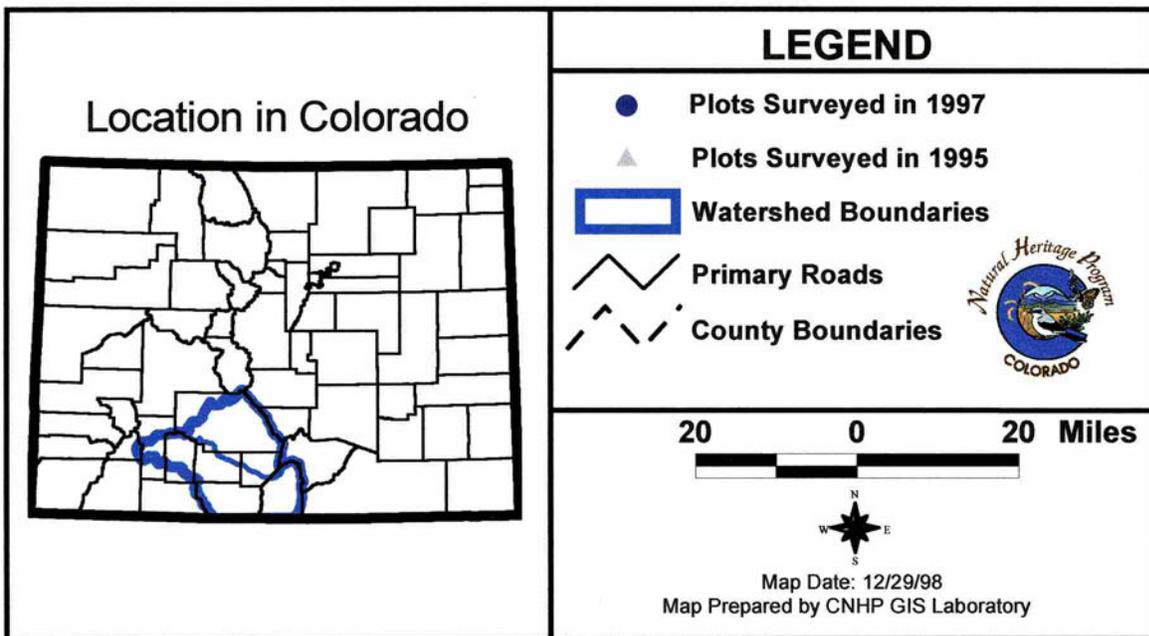 Location in Colorado
LEGEND
Plots Surveyed in 1997
Plots Surveyed in 1995
Watershed Boundaries
Primary Roads
County Boundaries
Natural Heritage Program
COLORADO
20 0 20 Miles
N
W E
S
Map Date: 12/29/98
Map Prepared by CNHP GIS Laboratory